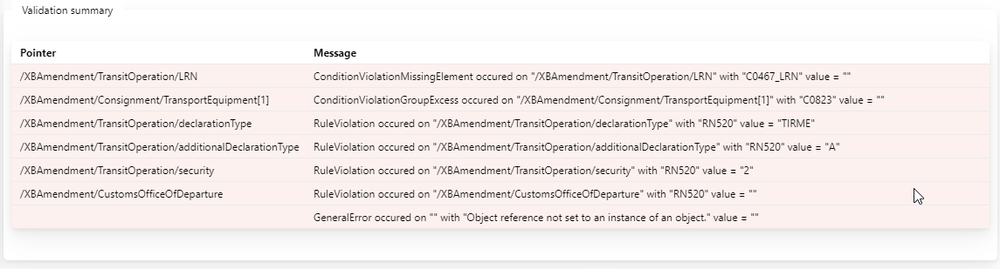 Validation summary
Pointer Message
/XBAmendment/TransitOperation/LRN ConditionViolationMissingElement occured on "/XBAmendment/TransitOperation/LRN" with "C0467_LRN" value = ""
/XBAmendment/Consignment/TransportEquipment[1] ConditionViolationGroupExcess occured on "/XBAmendment/Consignment/TransportEquipment[1]" with "C0823" value = ""
/XBAmendment/TransitOperation/declarationType RuleViolation occured on "/XBAmendment/TransitOperation/declarationType" with "RN520" value = "TIRME"
/XBAmendment/TransitOperation/additionalDeclarationType RuleViolation occured on "/XBAmendment/TransitOperation/additionalDeclarationType" with "RN520" value = "A"
/XBAmendment/TransitOperation/security RuleViolation occured on "/XBAmendment/TransitOperation/security" with "RN520" value = "2"
/XBAmendment/CustomsOfficeOfDeparture RuleViolation occured on "/XBAmendment/CustomsOfficeOfDeparture" with "RN520" value = ""
GeneralError occured on "" with "Object reference not set to an instance of an object." value = ""